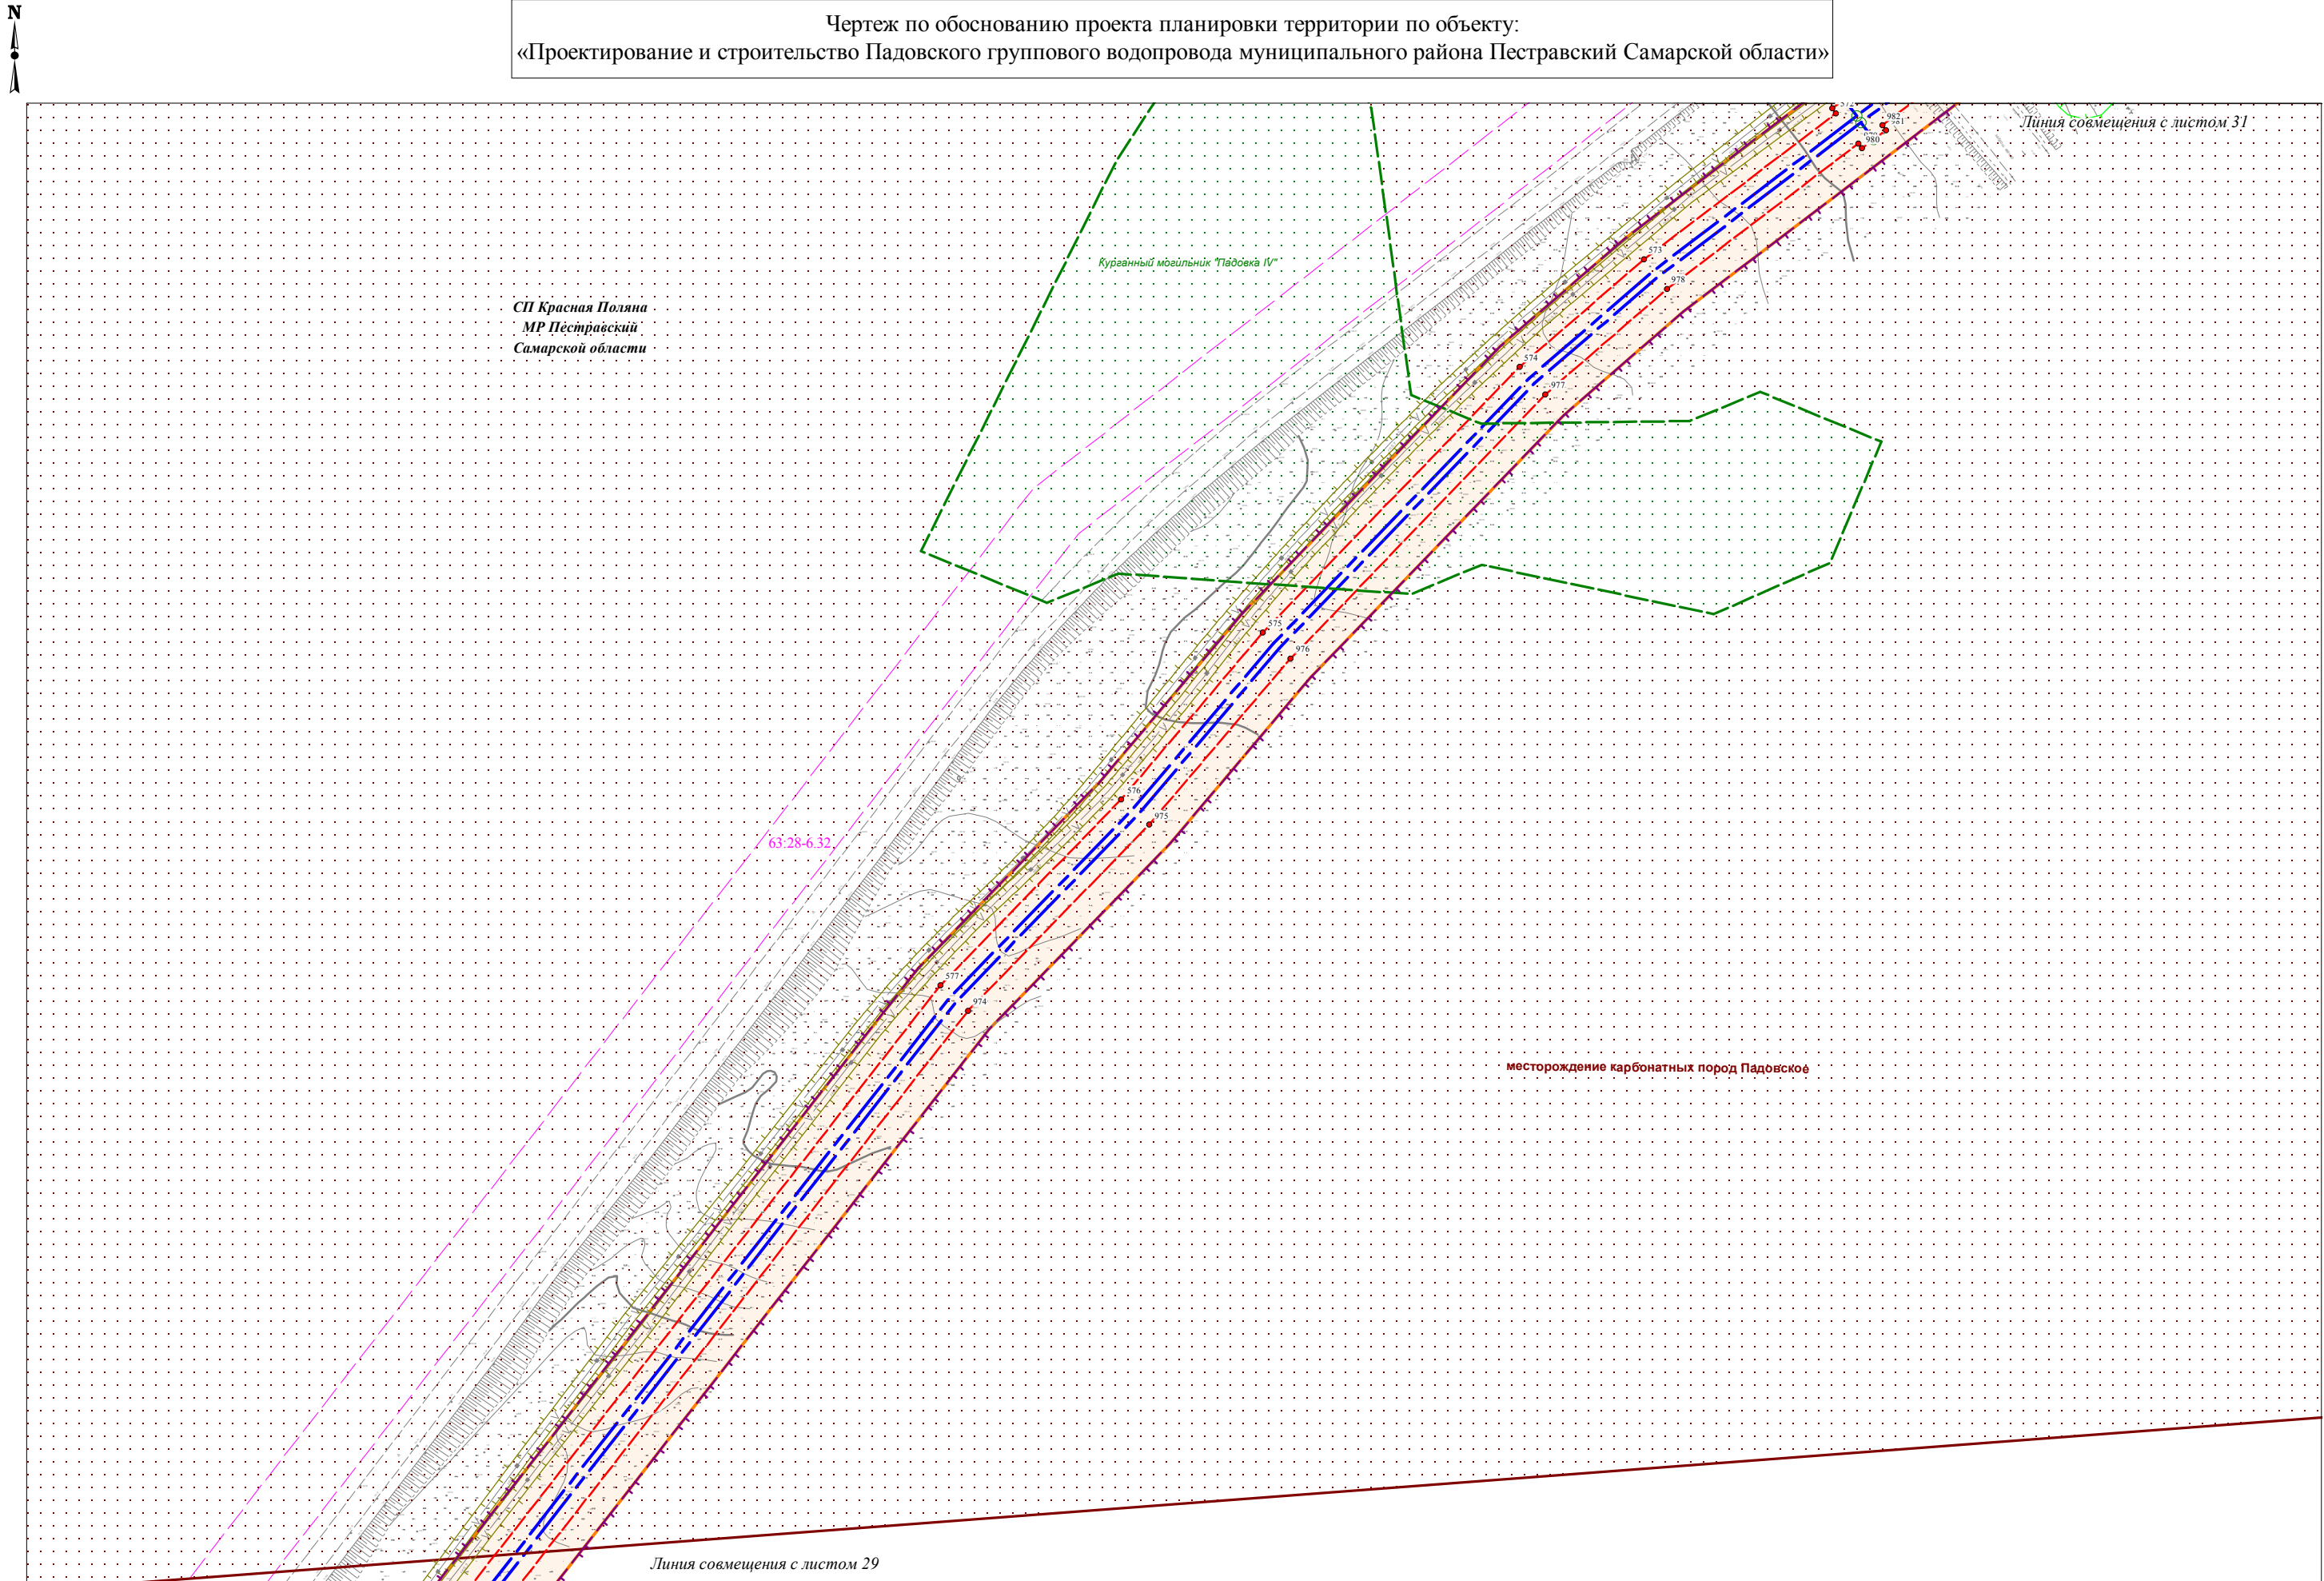 N
Чертеж по обоснованию проекта планировки территории по объекту:
«Проектирование и строительство Падовского группового водопровода муниципального района Пестравский Самарской области»
Линия совмещения с листом 31
982
981
980
573
978
Курганный могильник "Падовка IV"
СП Красная Поляна
МР Пестравский
Самарской области
574
977
575
976
576
975
63:28-6.32
577
974
месторождение карбонатных пород Падовское
Линия совмещения с листом 29